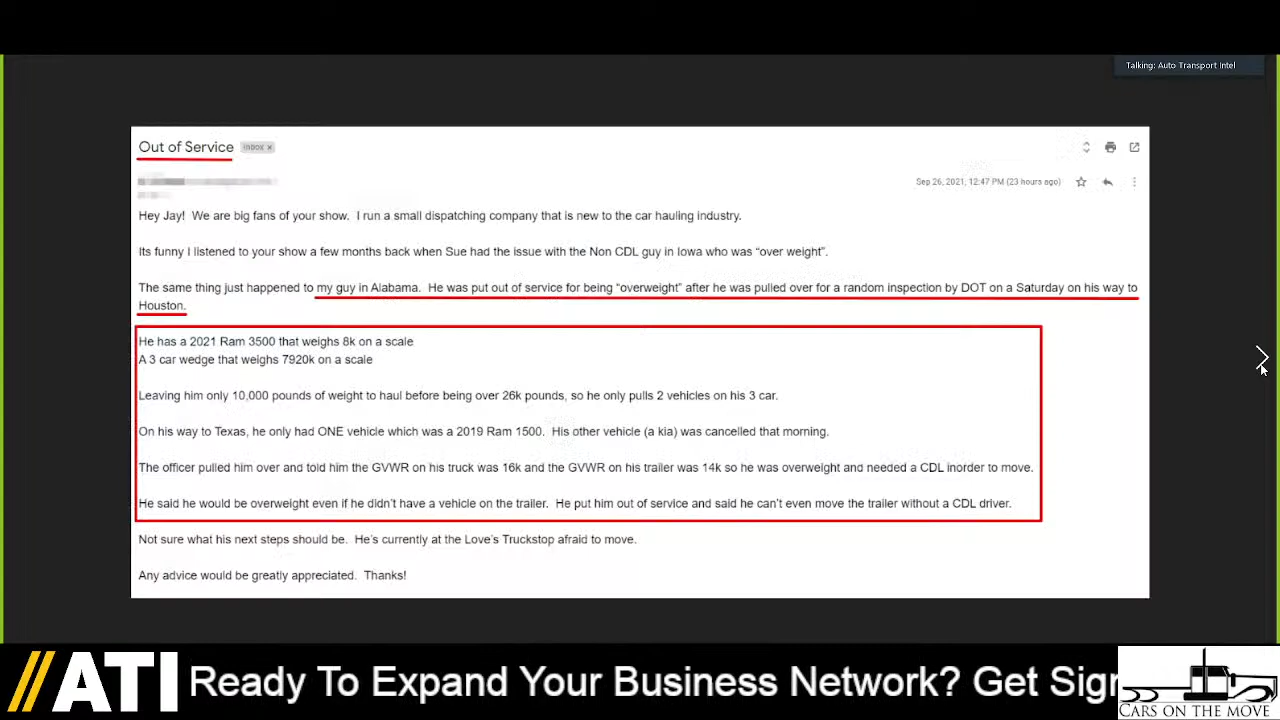 Talking: Auto Transport Intel
Out of Service Inbox x
Sep 26, 2021, 12:47 PM (23 hours ago)
Hey Jay! We are big fans of your show. I run a small dispatching company that is new to the car hauling industry.
Its funny I listened to your show a few months back when Sue had the issue with the Non CDL guy in Iowa who was “over weight”.
The same thing just happened to my guy in Alabama. He was put out of service for being “overweight” after he was pulled over for a random inspection by DOT on a Saturday on his way to
Houston.
He has a 2021 Ram 3500 that weighs 8k on a scale
A 3 car wedge that weighs 7920k on a scale
Leaving him only 10,000 pounds of weight to haul before being over 26k pounds, so he only pulls 2 vehicles on his 3 car.
On his way to Texas, he only had ONE vehicle which was a 2019 Ram 1500. His other vehicle (a kia) was cancelled that morning.
The officer pulled him over and told him the GVWR on his truck was 16k and the GVWR on his trailer was 14k so he was overweight and needed a CDL inorder to move.
He said he would be overweight even if he didn’t have a vehicle on the trailer. He put him out of service and said he can’t even move the trailer without a CDL driver.
Not sure what his next steps should be. He’s currently at the Love’s Truckstop afraid to move.
Any advice would be greatly appreciated. Thanks!
//ATI Ready To Expand Your Business Network? Get Sign
CARS ON THE MOVE